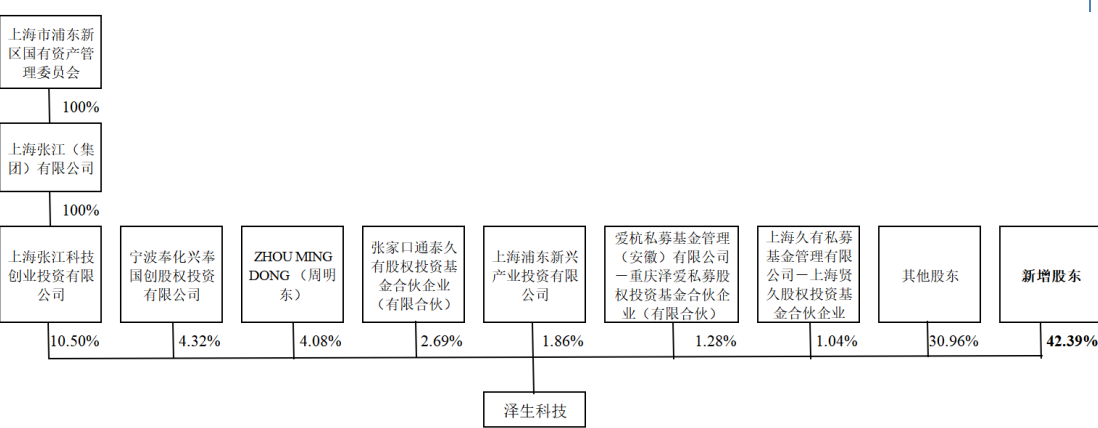 上海市浦东新
区国有资产管
理委员会
100%
上海张江（集
团）有限公司
100%
上海张江科技
创业投资有限
公司
宁波奉化兴奉
国创股权投资
有限公司
ZHOU MING
DONG（周明
东）
张家口通泰久
有股权投资基
金合伙企业
（有限合伙）
上海浦东新兴
产业投资有限
公司
爱杭私募基金管理
（安徽）有限公司
－重庆泽爱私募股
权投资基金合伙企
业（有限合伙）
上海久有私募
基金管理有限
公司－上海贤
久股权投资基
金合伙企业
其他股东
新增股东
10.50%
4.32%
4.08%
2.69%
1.86%
1.28%
1.04%
30.96%
42.39%
泽生科技